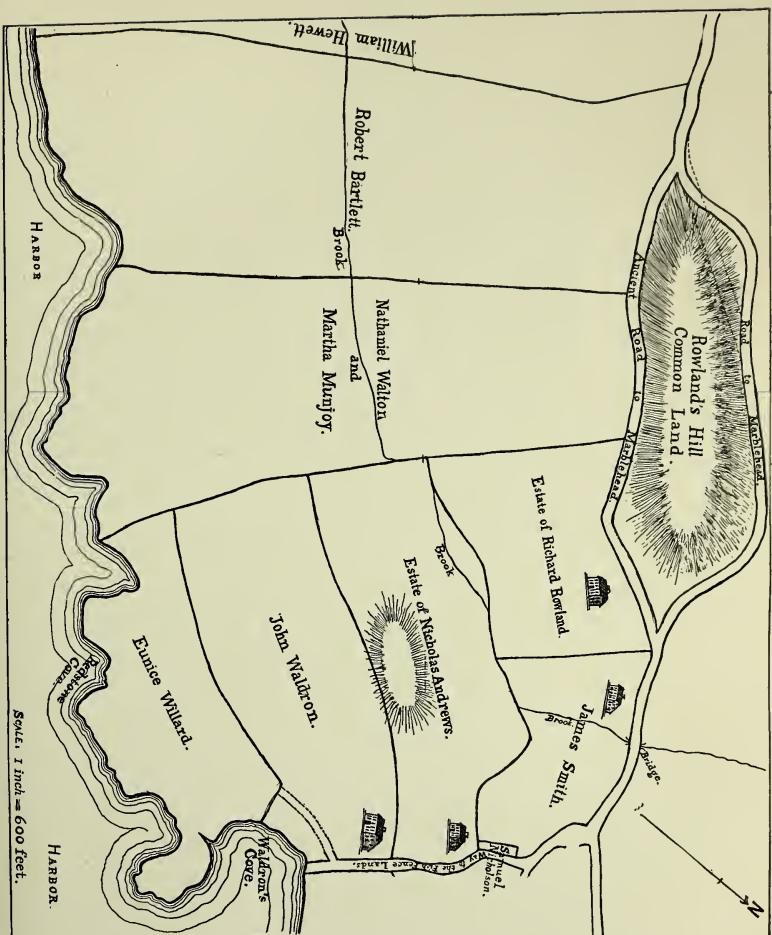 William Hewett.
Robert Bartlett.
Brook
HARBOR
Ancient Road to Marblehead.
Road to Marblehead.
Rowland's Hill
Common Land.
Nathaniel Walton
and
Martha Munjoy.
Estate of Richard Rowland.
Brook
Estate of Nicholas Andrews.
John Waldron.
Eunice Willard.
Redstone
Cove.
James Smith.
Brook.
Bridge.
Samuel
Nicholson.
Way to the Fish Fence Lands.
Waldron's
Cove.
HARBOR.
N
SCALE, 1 inch = 600 feet.